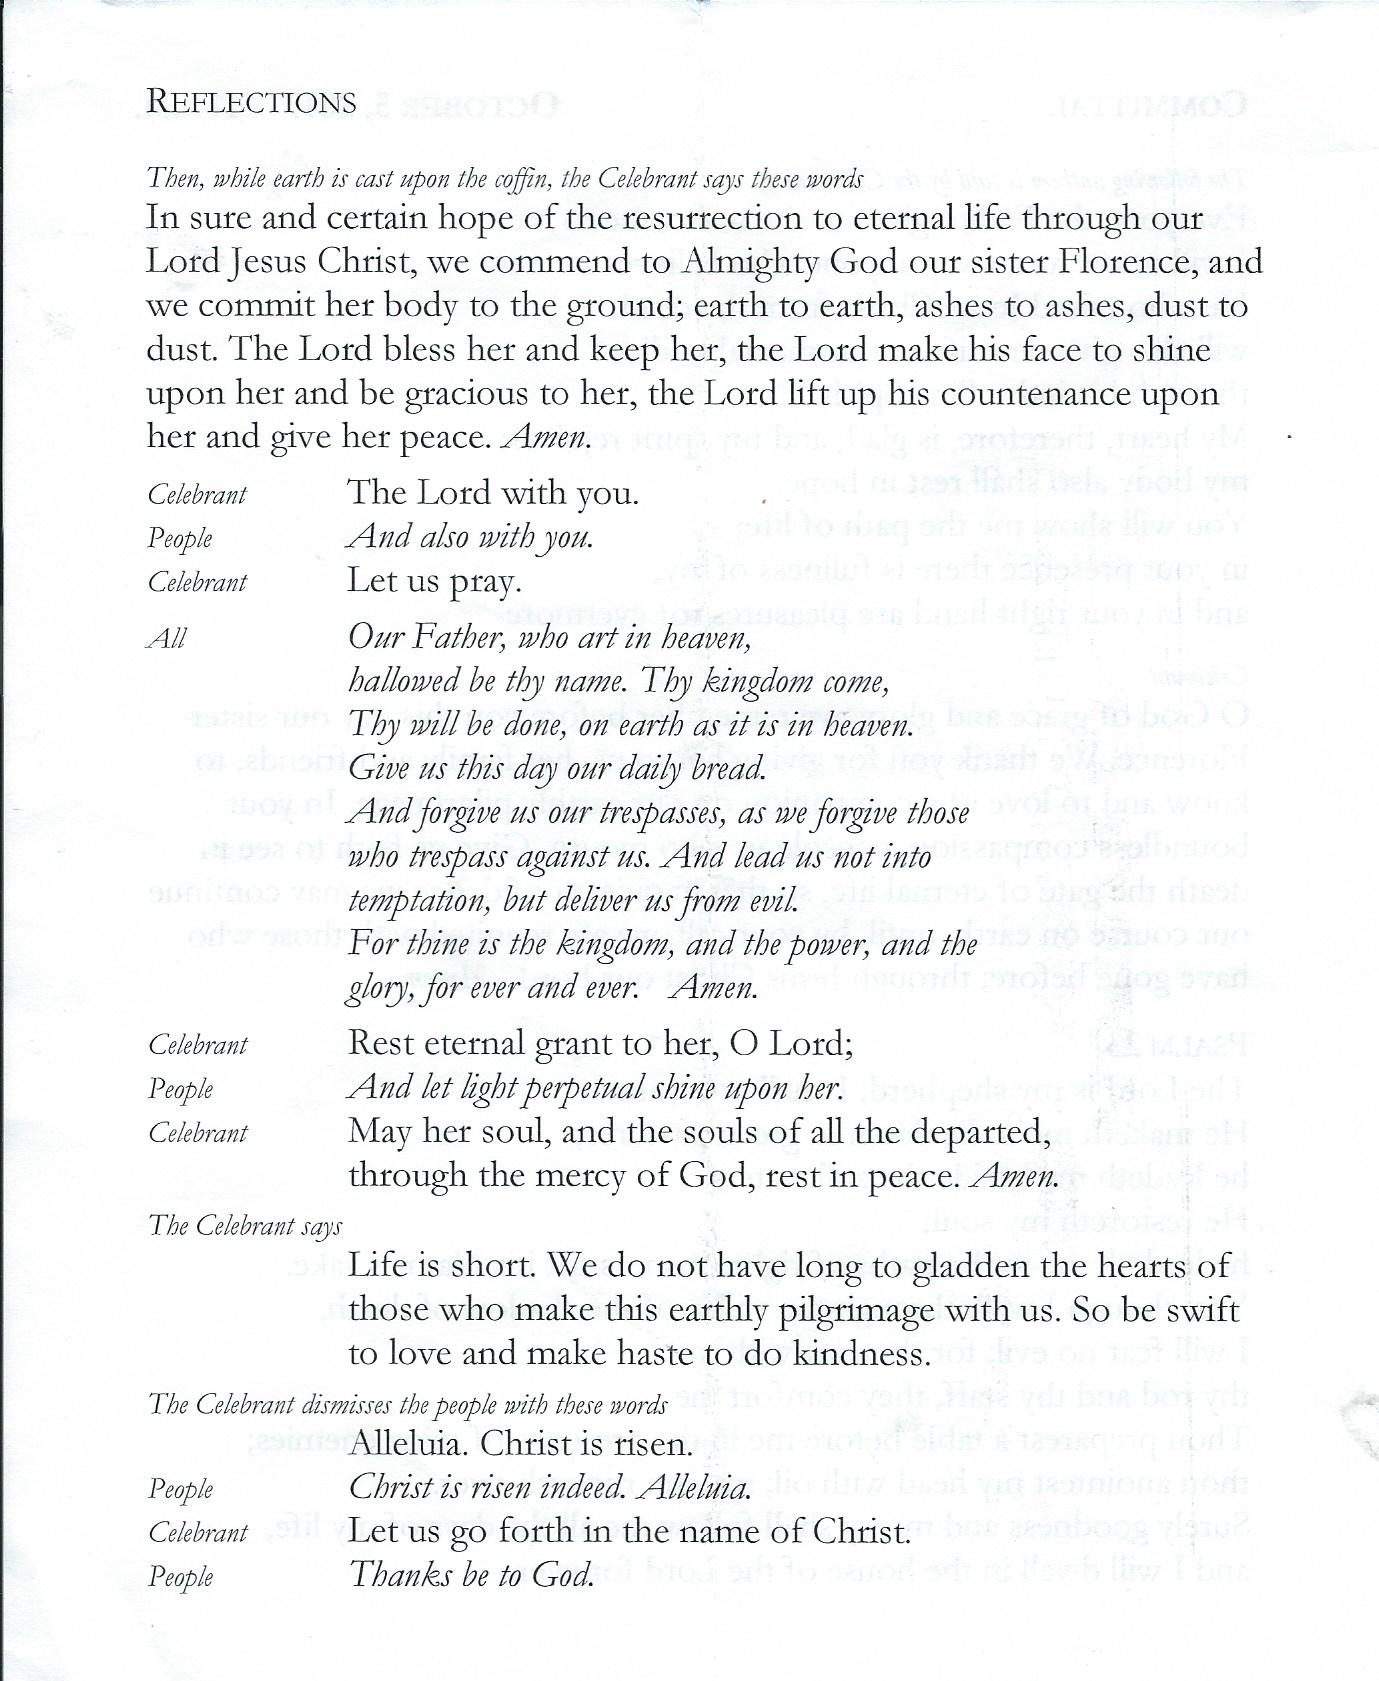 REFLECTIONS
Then, while earth is cast upon the coffin, the Celebrant says these words
In sure and certain hope of the resurrection to eternal life through our
Lord Jesus Christ, we commend to Almighty God our sister Florence, and
we commit her body to the ground; earth to earth, ashes to ashes, dust to
dust. The Lord bless her and keep her, the Lord make his face to shine
upon her and be gracious to her, the Lord lift up his countenance upon
her and give her peace. Amen.
Celebrant The Lord with you.
People And also with you.
Celebrant Let us pray.
All Our Father, who art in heaven,
hallowed be thy name. Thy kingdom come,
Thy will be done, on earth as it is in heaven.
Give us this day our daily bread.
And forgive us our trespasses, as we forgive those
who trespass against us. And lead us not into
temptation, but deliver us from evil.
For thine is the kingdom, and the power, and the
glory, for ever and ever. Amen.
Celebrant Rest eternal grant to her, O Lord;
People And let light perpetual shine upon her.
Celebrant May her soul, and the souls of all the departed,
through the mercy of God, rest in peace. Amen.
The Celebrant says
Life is short. We do not have long to gladden the hearts of
those who make this earthly pilgrimage with us. So be swift
to love and make haste to do kindness.
The Celebrant dismisses the people with these words
Alleluia. Christ is risen.
People Christ is risen indeed. Alleluia.
Celebrant Let us go forth in the name of Christ.
People Thanks be to God.